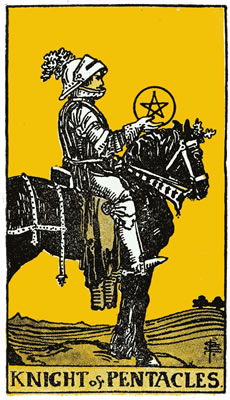 KNIGHT of PENTACLES.